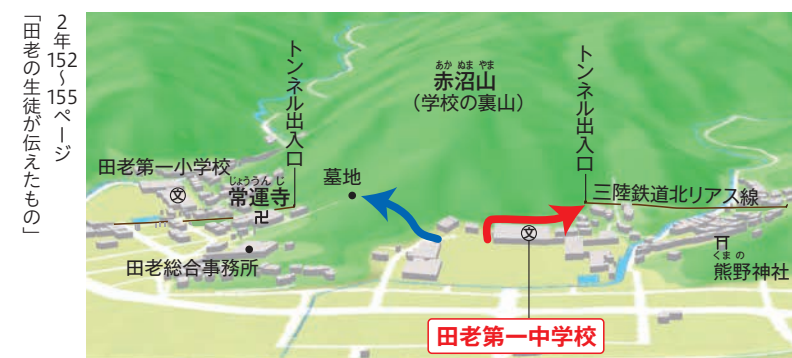 2年152~155ページ
「田老の生徒が伝えたもの」
トンネル出入口
あかぬまやま
赤沼山
(学校の裏山)
トンネル出入口
田老第一小学校
文
じょううんじ
常運寺
卍
墓地
三陸鉄道北リアス線
田老総合事務所
文
くまの
熊野神社
田老第一中学校